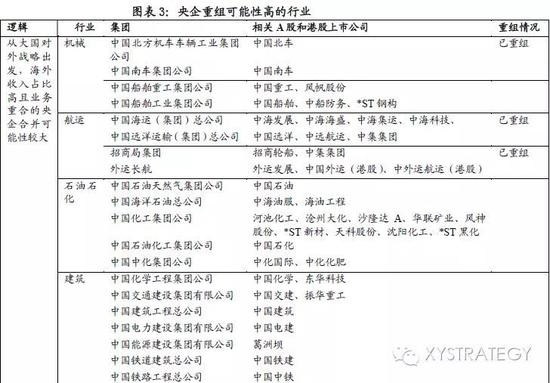 图表 3：央企重组可能性高的行业
逻辑 行业 集团 相关 A 股和港股上市公司 重组情况
从大国对外战略出发，海外收入占比高且业务重合的央企合并可能性较大
机械 中国北方机车车辆工业集团公司 中国北车 已重组
中国南车集团公司 中国南车
中国船舶重工集团公司 中国重工、风帆股份
中国船舶工业集团公司 中国船舶、中船防务、*ST 钢构
航运 中国海运（集团）总公司 中海发展、中海海盛、中海集运、中海科技、 已重组
中国远洋运输（集团）总公司 中国远洋、中远航运、中集集团
招商局集团 招商轮船、中集集团 已重组
外运长航 外运发展、中国外运（港股）、中外运航运（港股）
石油石化 中国石油天然气集团公司 中国石油
中国海洋石油总公司 中海油服、海油工程
中国化工集团公司 河池化工、沧州大化、沙隆达 A、华联矿业、风神股份、*ST 新材、天科股份、沈阳化工、*ST 黑化
中国石油化工集团公司 中国石化
中国中化集团公司 中化国际、中化化肥
建筑 中国化学工程集团公司 中国化学、东华科技
中国交通建设集团有限公司 中国交建、振华重工
中国建筑工程总公司 中国建筑
中国电力建设集团有限公司 中国电建
中国能源建设集团有限公司 葛洲坝
中国铁道建筑总公司 中国铁建
中国铁路工程总公司 中国中铁
XYSTRATEGY